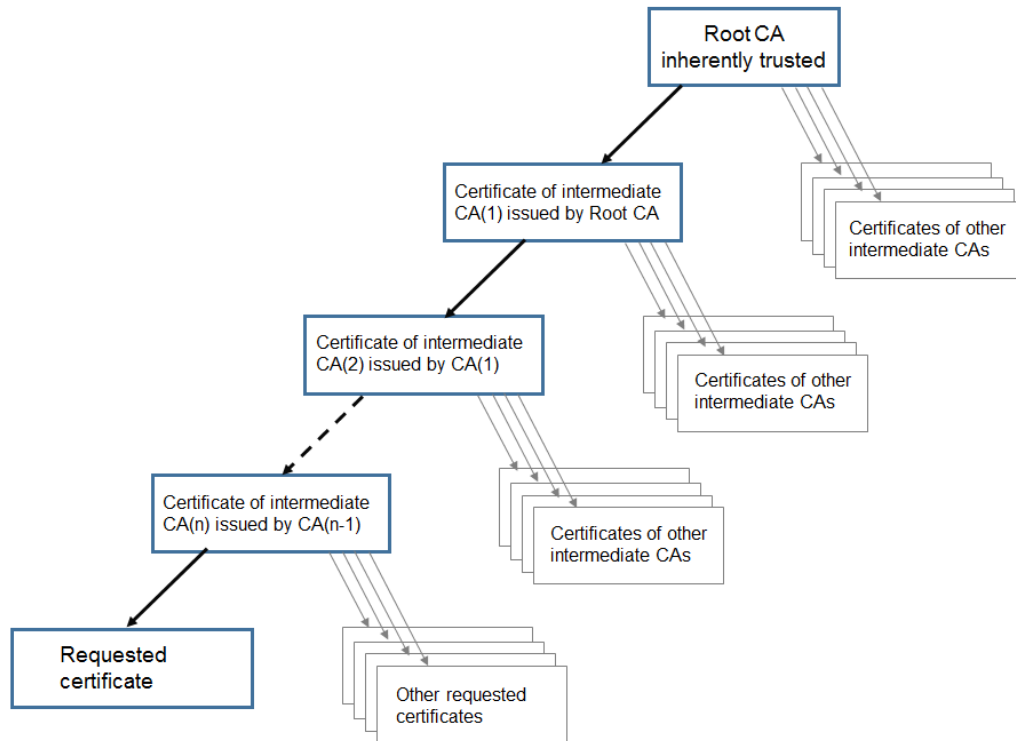 Root CA
inherently trusted
Certificate of intermediate
CA(1) issued by Root CA
Certificates of other
intermediate CAs
Certificate of intermediate
CA(2) issued by CA(1)
Certificates of other
intermediate CAs
Certificate of intermediate
CA(n) issued by CA(n-1)
Certificates of other
intermediate CAs
Requested
certificate
Other requested
certificates